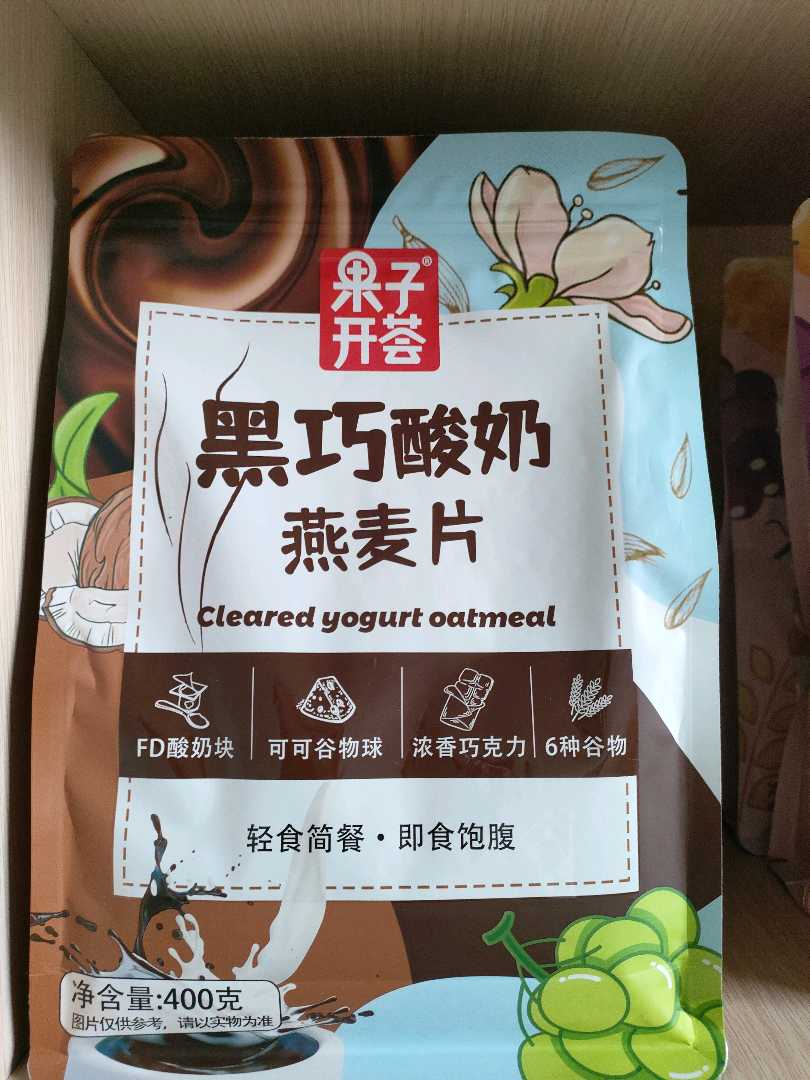 果子®
开荟
黑巧酸奶
燕麦片
Cleared yogurt oatmeal
FD酸奶块 可可谷物球 浓香巧克力 6种谷物
轻食简餐·即食饱腹
净含量:400克
图片仅供参考，请以实物为准